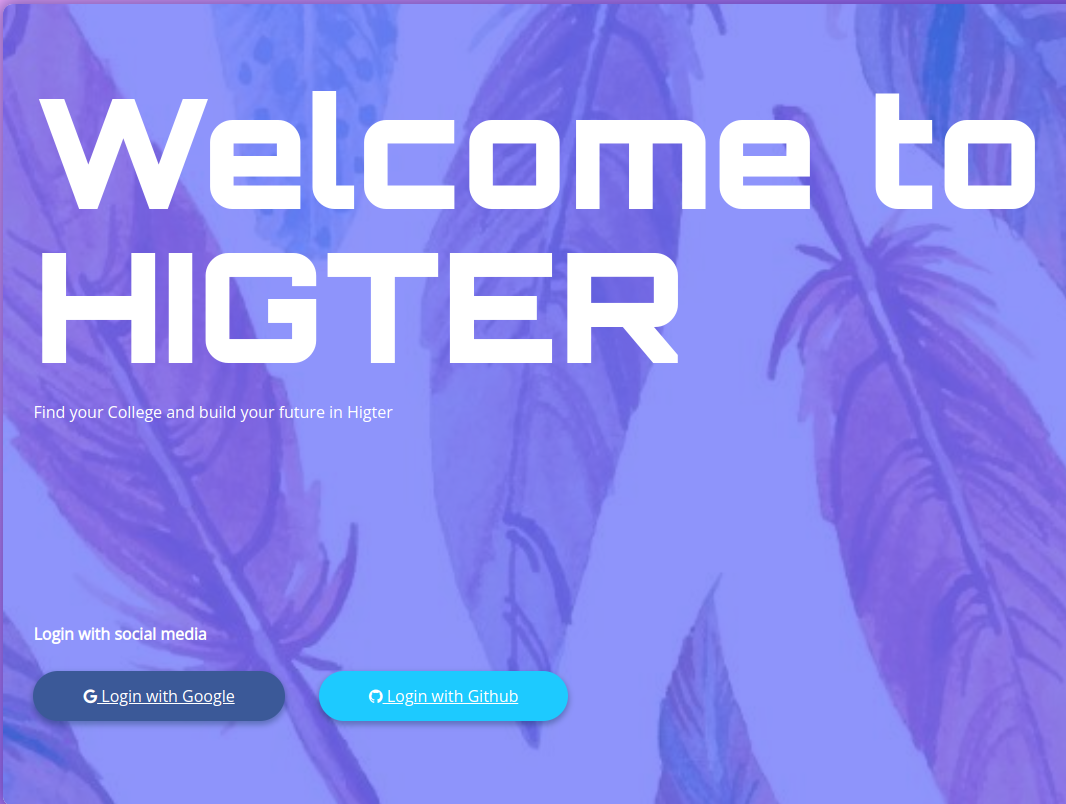 Welcome to
HIGTER
Find your College and build your future in Higter
Login with social media
Login with Google
Login with Github